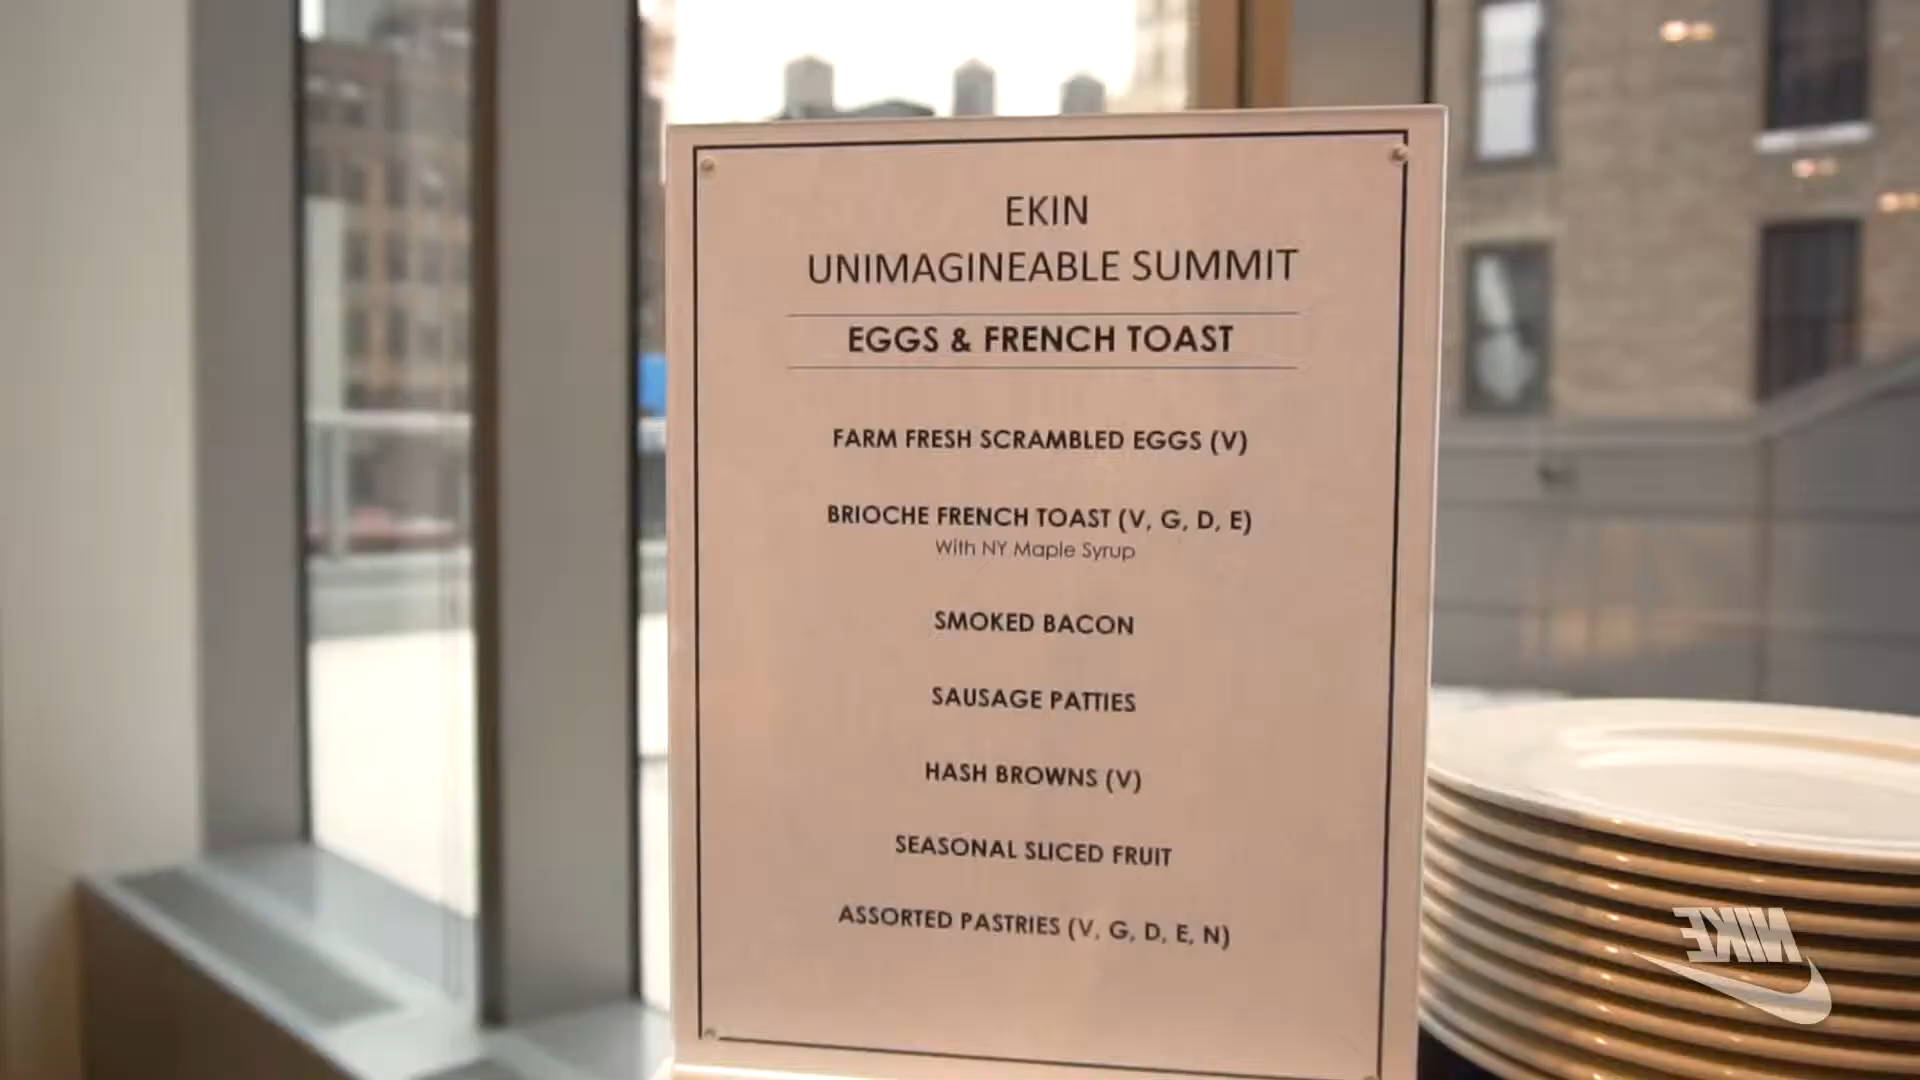 EKIN
UNIMAGINEABLE SUMMIT
EGGS & FRENCH TOAST
FARM FRESH SCRAMBLED EGGS (V)
BRIOCHE FRENCH TOAST (V, G, D, E)
With NY Maple Syrup
SMOKED BACON
SAUSAGE PATTIES
HASH BROWNS (V)
SEASONAL SLICED FRUIT
ASSORTED PASTRIES (V, G, D, E, N)
NIKE